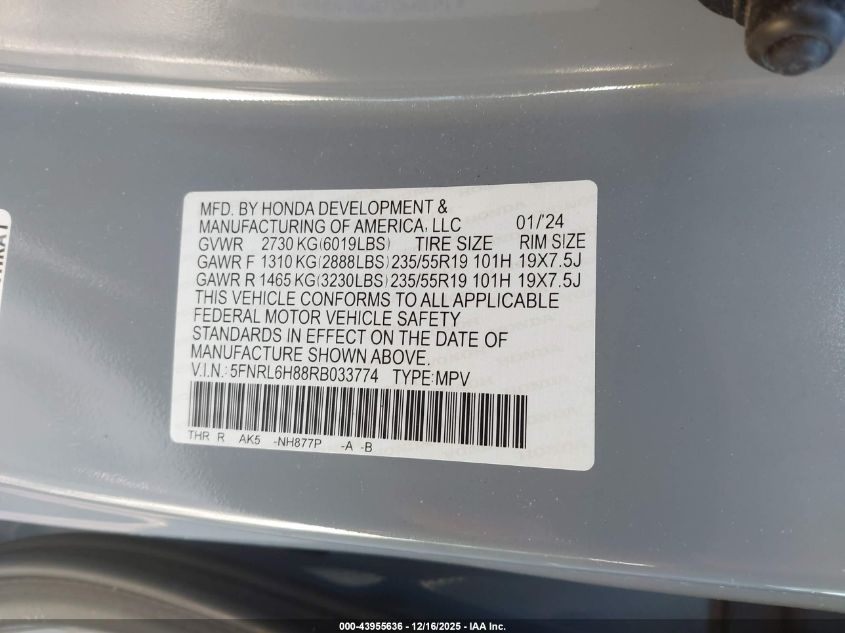 MFD. BY HONDA DEVELOPMENT &
MANUFACTURING OF AMERICA, LLC 01/'24
GVWR 2730 KG(6019LBS) TIRE SIZE RIM SIZE
GAWR F 1310 KG(2888LBS) 235/55R19 101H 19X7.5J
GAWR R 1465 KG(3230LBS) 235/55R19 101H 19X7.5J
THIS VEHICLE CONFORMS TO ALL APPLICABLE
FEDERAL MOTOR VEHICLE SAFETY
STANDARDS IN EFFECT ON THE DATE OF
MANUFACTURE SHOWN ABOVE.
V.I.N.: 5FNRL6H88RB033774 TYPE:MPV
THR R AK5 -NH877P -A -B
000-43955636 - 12/16/2025 - IAA Inc.